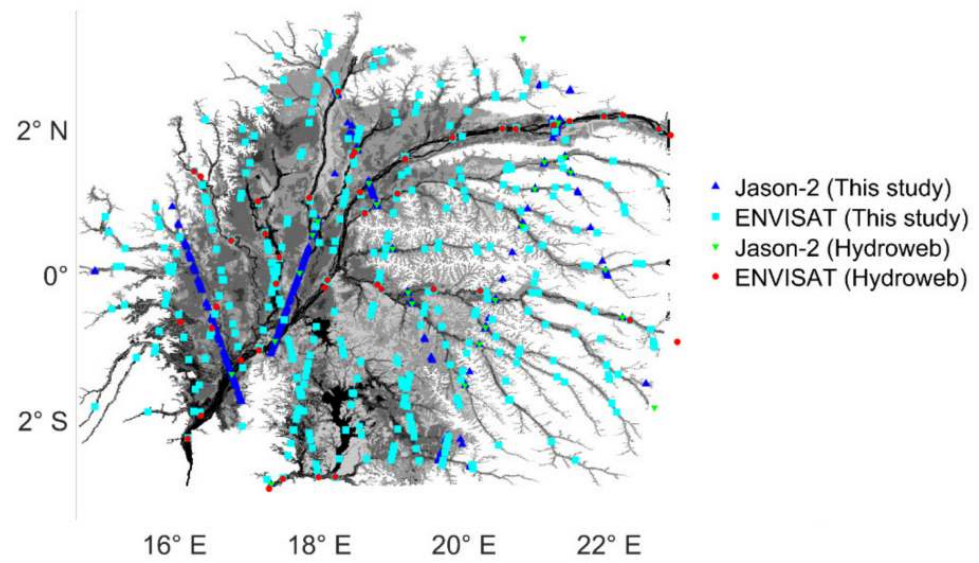 2° N
0°
2° S
16° E 18° E 20° E 22° E
Jason-2 (This study)
ENVISAT (This study)
Jason-2 (Hydroweb)
ENVISAT (Hydroweb)